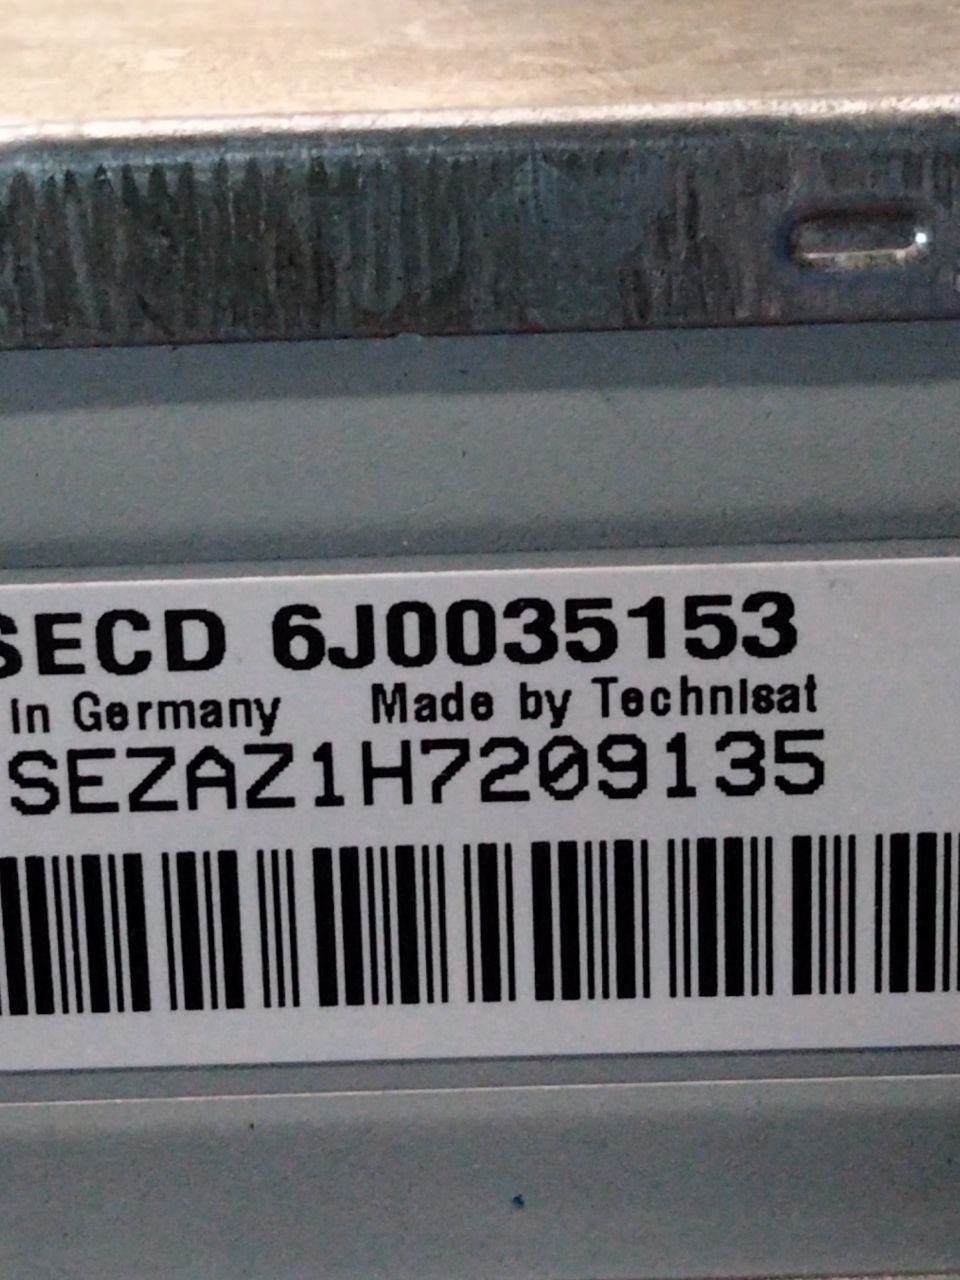 SECD 6J0035153
in Germany Made by Technisat
SEZAZ1H7209135